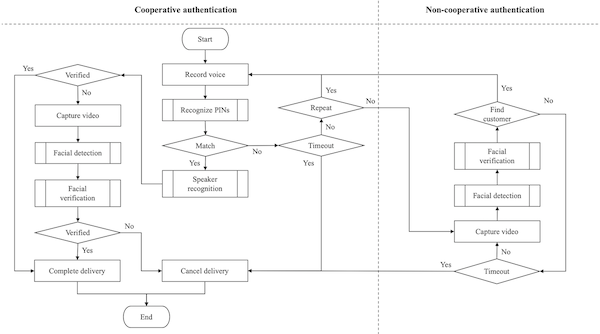 Cooperative authentication
Non-cooperative authentication
Start
Yes
Verified
Record voice
Yes
Yes
No
Capture video
Recognize PINs
Repeat
No
Find
customer
No
No
Facial detection
Match
No
Timeout
Facial
verification
Yes
Yes
Facial
verification
Speaker
recognition
Facial detection
Verified
No
Capture video
Yes
No
Complete delivery
Cancel delivery
Yes
Timeout
End